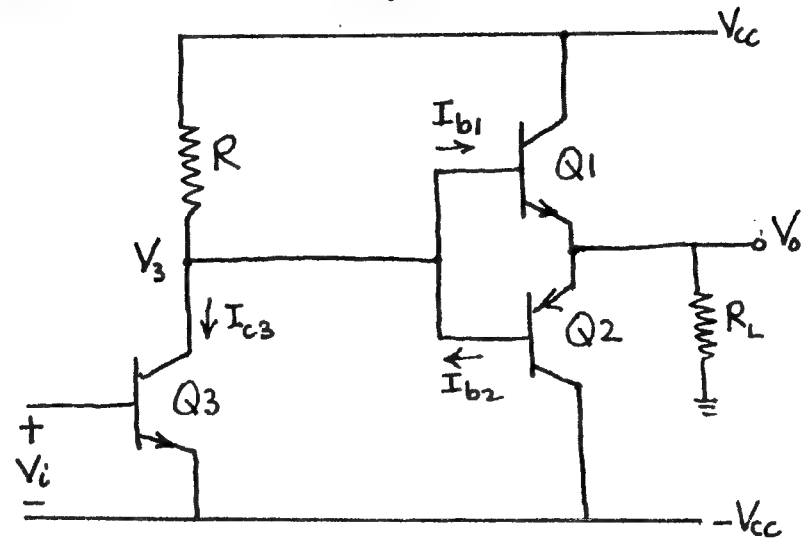 Vcc
Ib1
Q1
R
V3
Vo
Ic3
Q2
RL
Ib2
Q3
+
Vi
–
-Vcc